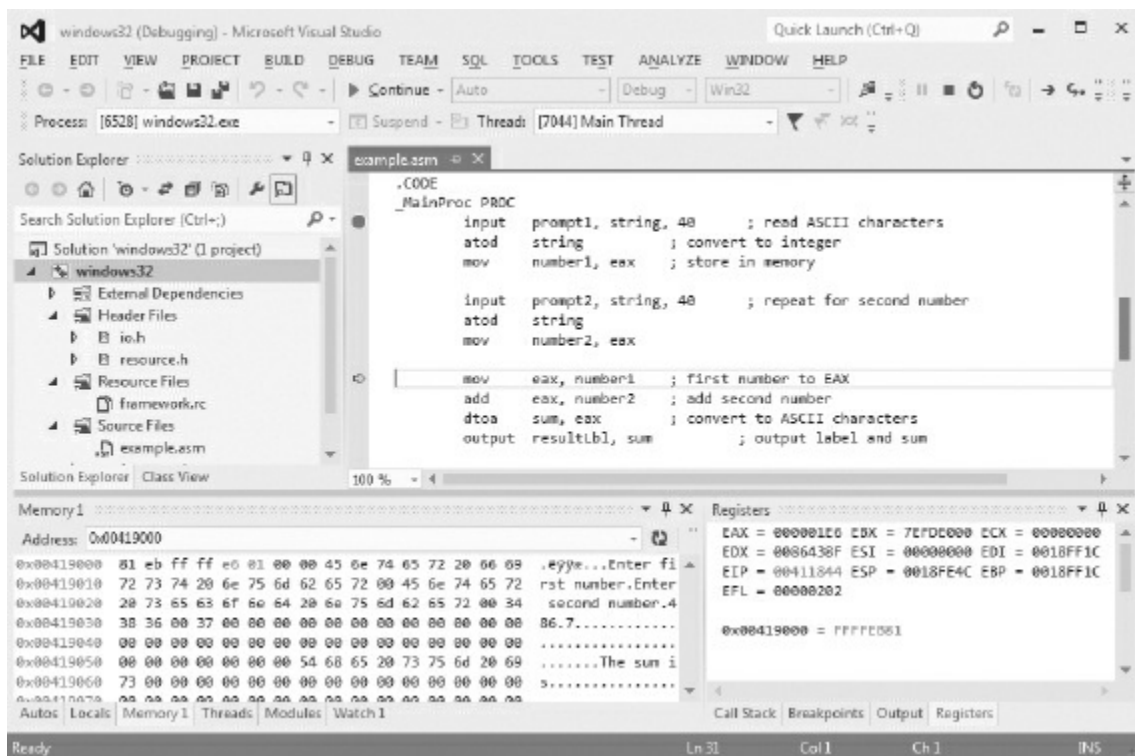 windows32 (Debugging) - Microsoft Visual Studio
Quick Launch (Ctrl+Q)
FILE EDIT VIEW PROJECT BUILD DEBUG TEAM SQL TOOLS TEST ANALYZE WINDOW HELP
Continue - Auto Debug Win32
Process: [6528] windows32.exe Suspend Thread: [7044] Main Thread
Solution Explorer
Search Solution Explorer (Ctrl+;)
Solution 'windows32' (1 project)
windows32
External Dependencies
Header Files
io.h
resource.h
Resource Files
framework.rc
Source Files
example.asm
Solution Explorer Class View
example.asm
.CODE
_MainProc PROC
input prompt1, string, 40 ; read ASCII characters
atod string ; convert to integer
mov number1, eax ; store in memory
input prompt2, string, 40 ; repeat for second number
atod string
mov number2, eax
mov eax, number1 ; first number to EAX
add eax, number2 ; add second number
dtoa sum, eax ; convert to ASCII characters
output resultLbl, sum ; output label and sum
100 %
Memory 1
Address: 0x00419000
0x00419000 81 eb ff ff e6 01 00 00 45 6e 74 65 72 20 66 69 .ëÿÿæ...Enter fi
0x00419010 72 73 74 20 6e 75 6d 62 65 72 00 45 6e 74 65 72 rst number.Enter
0x00419020 20 73 65 63 6f 6e 64 20 6e 75 6d 62 65 72 00 34 second number.4
0x00419030 38 36 00 37 00 00 00 00 00 00 00 00 00 00 00 00 86.7............
0x00419040 00 00 00 00 00 00 00 00 00 00 00 00 00 00 00 00 ................
0x00419050 00 00 00 00 00 00 00 54 68 65 20 73 75 6d 20 69 .......The sum i
0x00419060 73 00 00 00 00 00 00 00 00 00 00 00 00 00 00 00 s...............
Autos Locals Memory 1 Threads Modules Watch 1
Registers
EAX = 000001E6 EBX = 7EFDE000 ECX = 00000000
EDX = 0086438F ESI = 00000000 EDI = 0018FF1C
EIP = 00411844 ESP = 0018FE4C EBP = 0018FF1C
EFL = 00000202
0x00419000 = FFFFEB81
Call Stack Breakpoints Output Registers
Ready Ln 31 Col 1 Ch 1 INS